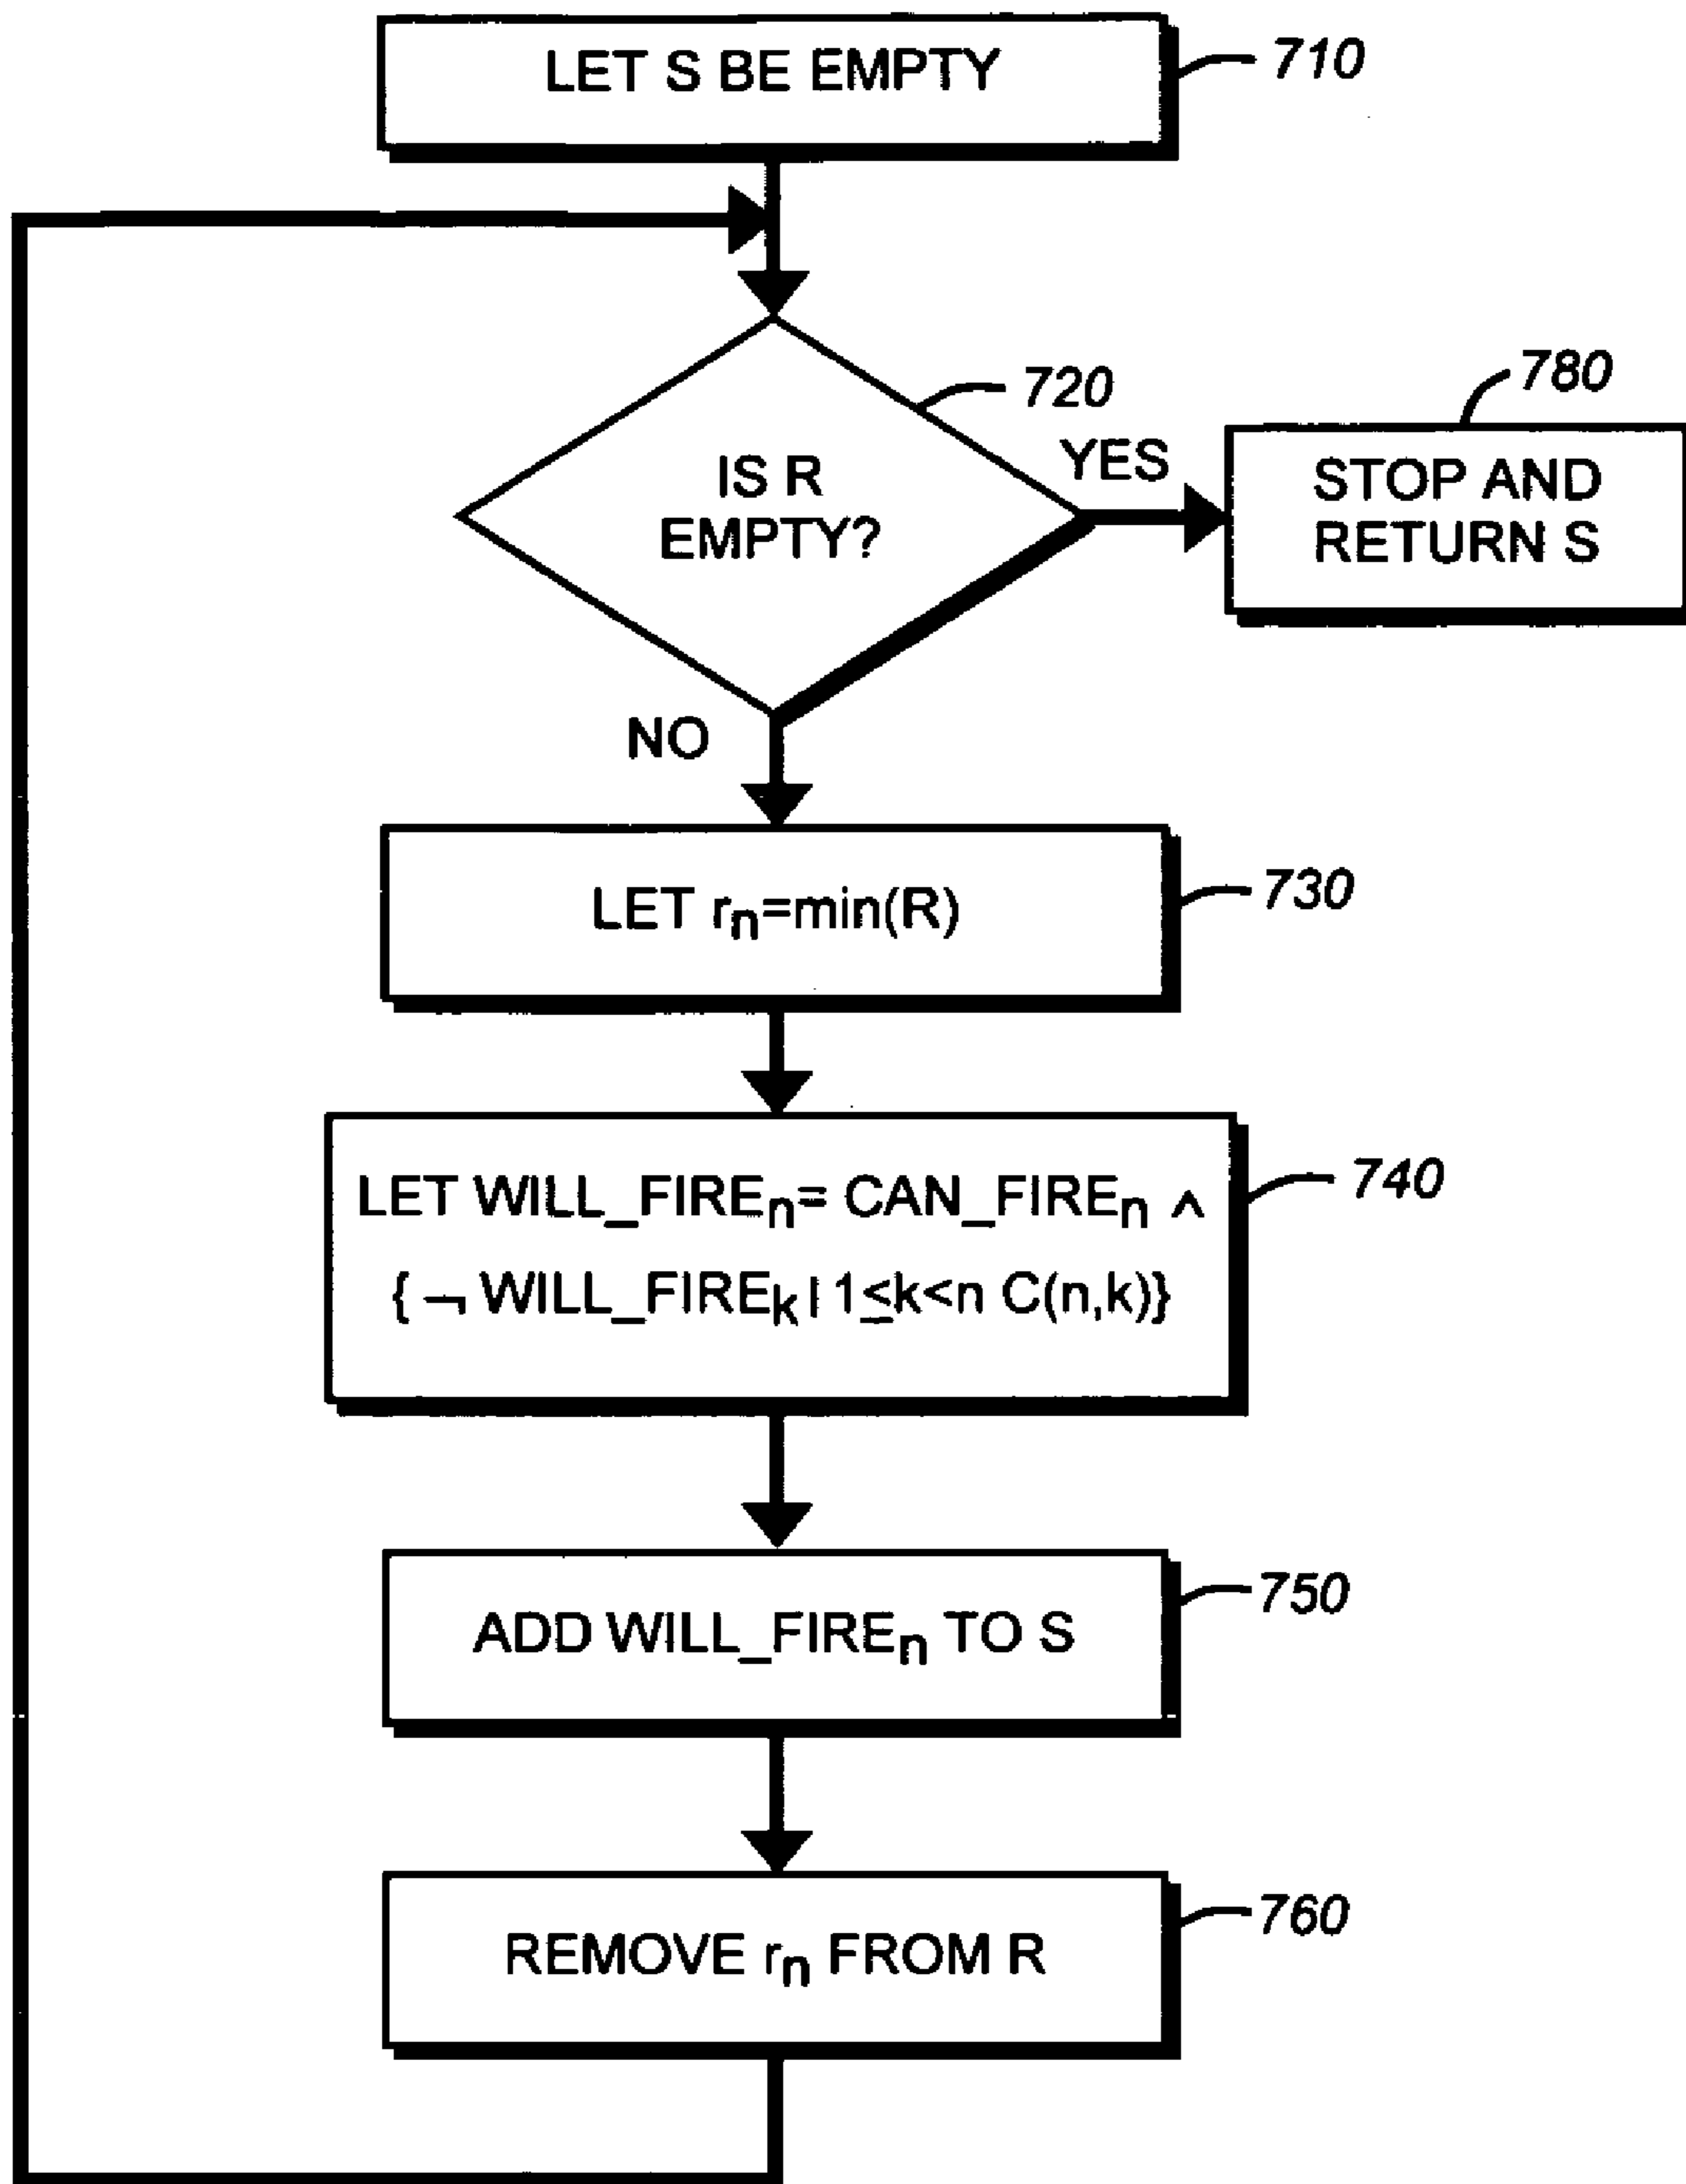 LET S BE EMPTY
710
720
IS R
EMPTY?
YES
780
STOP AND
RETURN S
NO
LET rn=min(R)
730
LET WILL_FIREn= CAN_FIREn ∧
{ ¬ WILL_FIREk | 1≤k<n C(n,k)}
740
ADD WILL_FIREn TO S
750
REMOVE rn FROM R
760